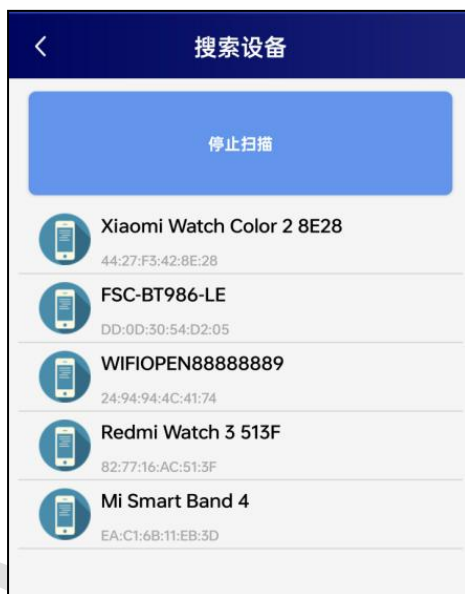 搜索设备
停止扫描
Xiaomi Watch Color 2 8E28
44:27:F3:42:8E:28
FSC-BT986-LE
DD:0D:30:54:D2:05
WIFIOPEN88888889
24:94:94:4C:41:74
Redmi Watch 3 513F
82:77:16:AC:51:3F
Mi Smart Band 4
EA:C1:6B:11:EB:3D